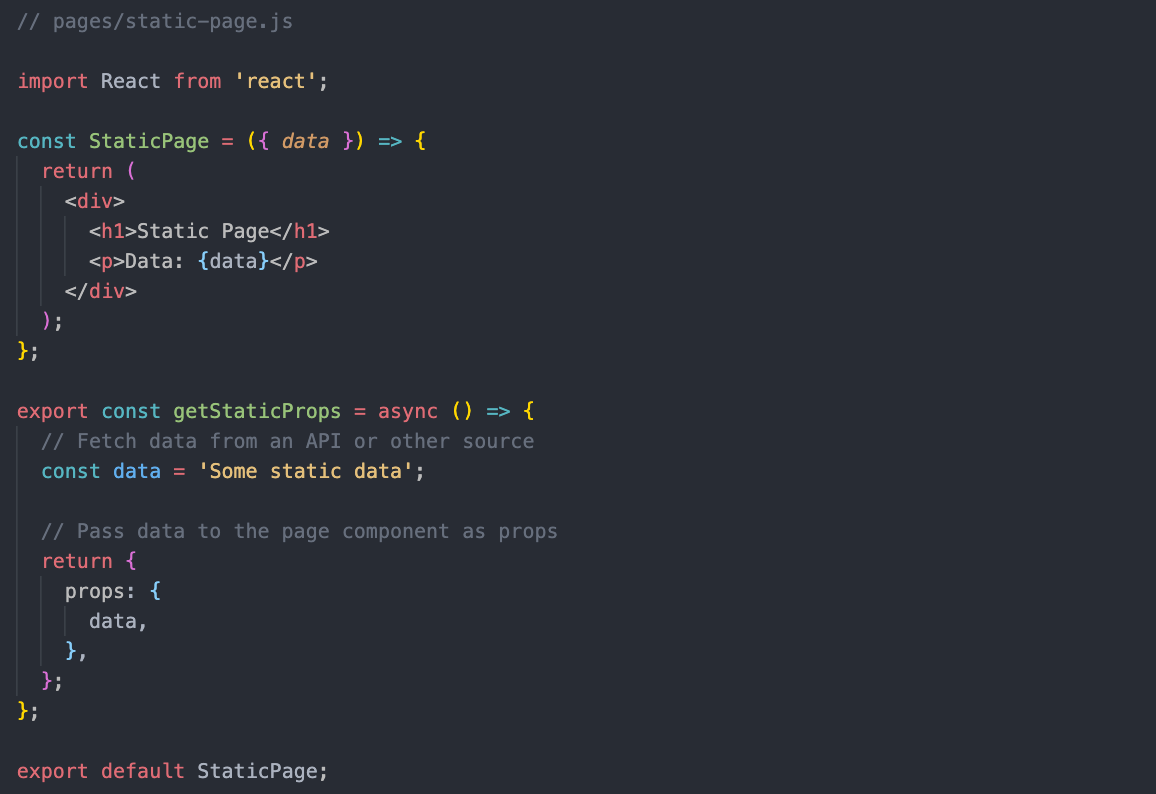 // pages/static-page.js
import React from 'react';
const StaticPage = ({ data }) => {
  return (
    <div>
      <h1>Static Page</h1>
      <p>Data: {data}</p>
    </div>
  );
};
export const getStaticProps = async () => {
  // Fetch data from an API or other source
  const data = 'Some static data';
  // Pass data to the page component as props
  return {
    props: {
      data,
    },
  };
};
export default StaticPage;